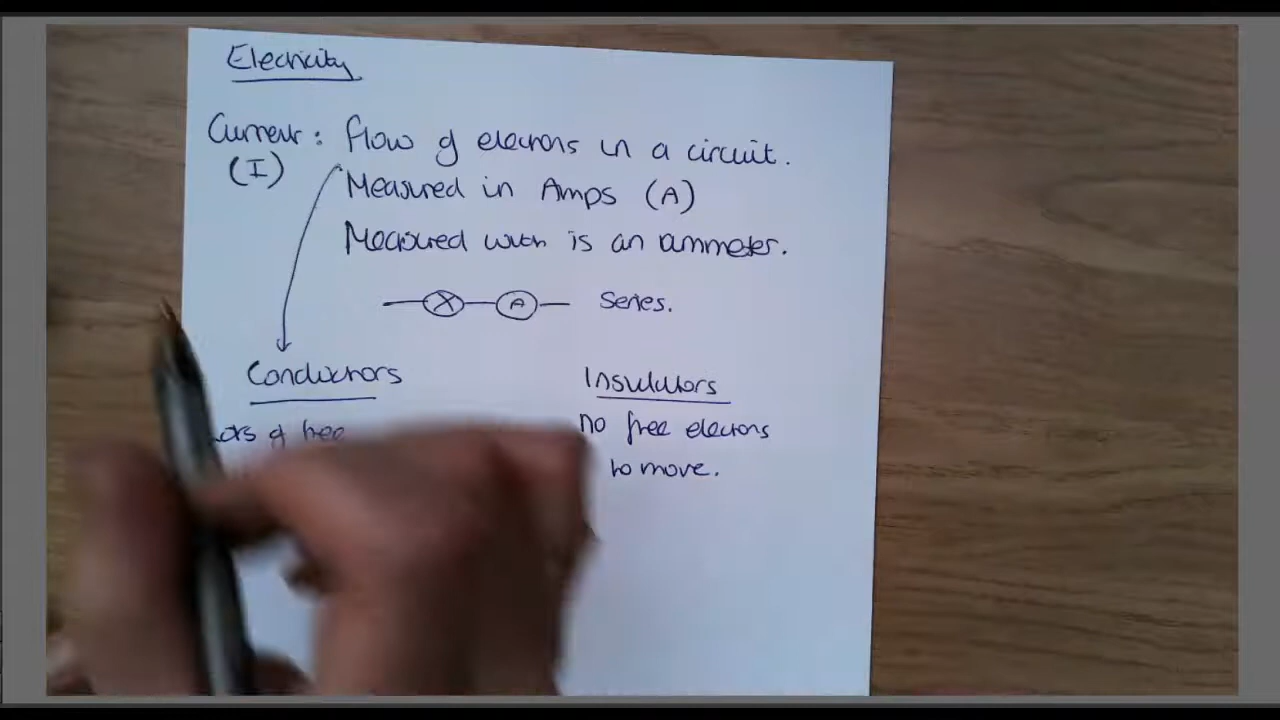 Electricity
Current: flow of electrons in a circuit.
(I)
Measured in Amps (A)
Measured with is an ammeter.
X A Series.
Conductors Insulators
Lots of free no free electrons
to move.